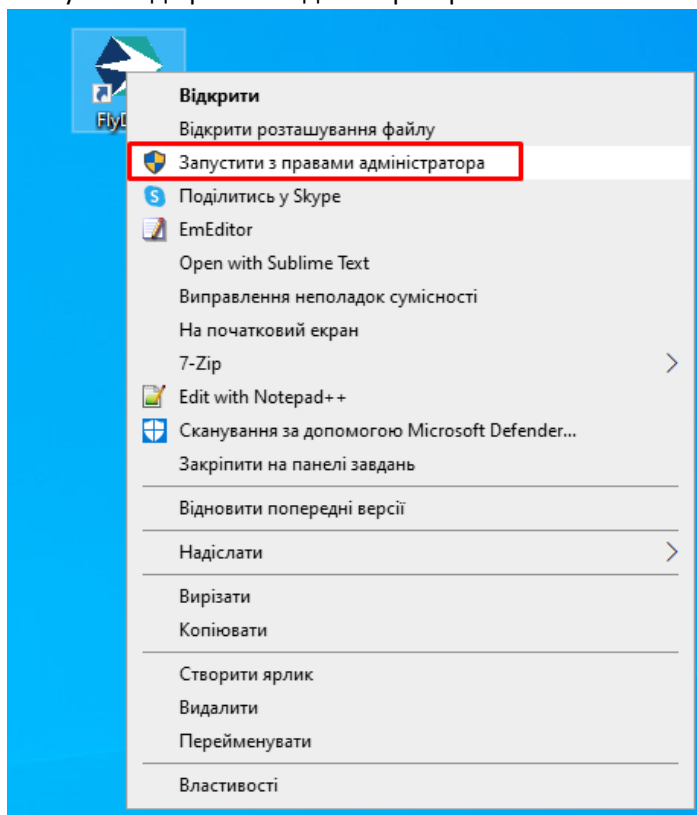 Відкрити
Відкрити розташування файлу
Запустити з правами адміністратора
Поділитись у Skype
EmEditor
Open with Sublime Text
Виправлення неполадок сумісності
На початковий екран
7-Zip
Edit with Notepad++
Сканування за допомогою Microsoft Defender...
Закріпити на панелі завдань
Відновити попередні версії
Надіслати
Вирізати
Копіювати
Створити ярлик
Видалити
Перейменувати
Властивості